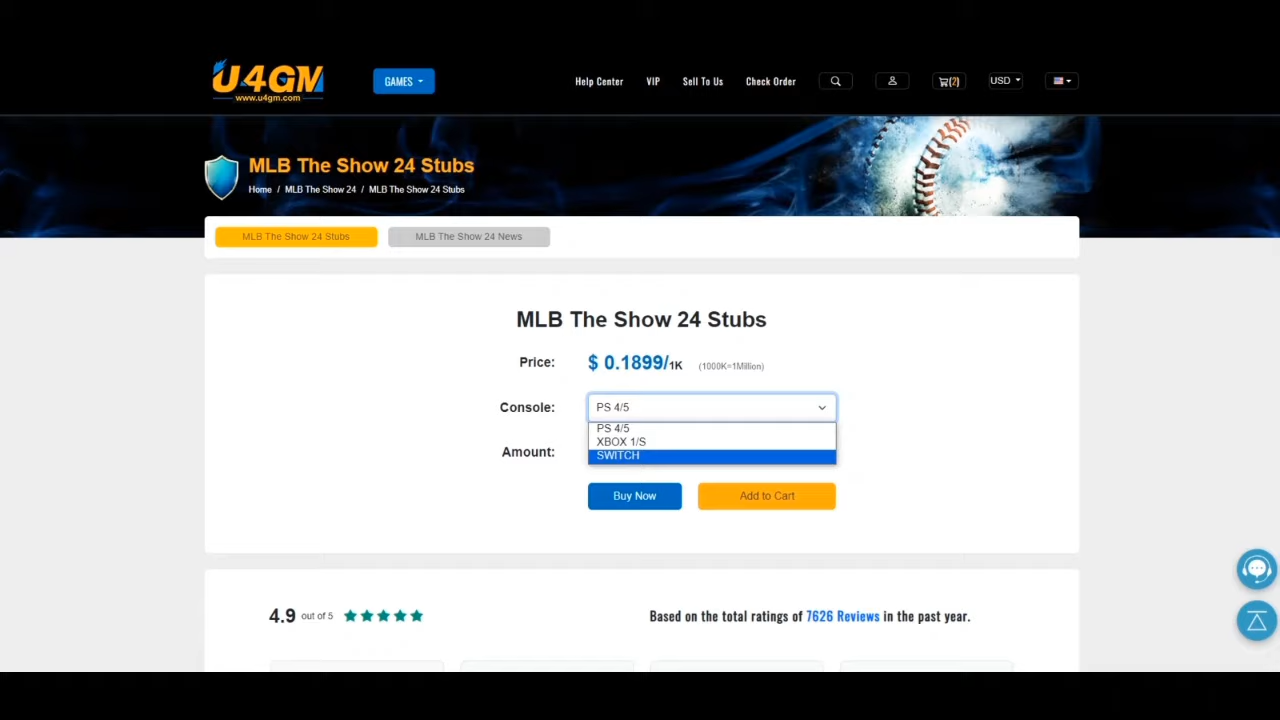 U4GM
www.u4gm.com
GAMES
Help Center
VIP
Sell To Us
Check Order
(2)
USD
MLB The Show 24 Stubs
Home / MLB The Show 24 / MLB The Show 24 Stubs
MLB The Show 24 Stubs
MLB The Show 24 News
MLB The Show 24 Stubs
Price: $ 0.1899/1K (1000K=1Million)
Console: PS 4/5
PS 4/5
XBOX 1/S
SWITCH
Amount:
Buy Now
Add to Cart
4.9 out of 5
Based on the total ratings of 7626 Reviews in the past year.